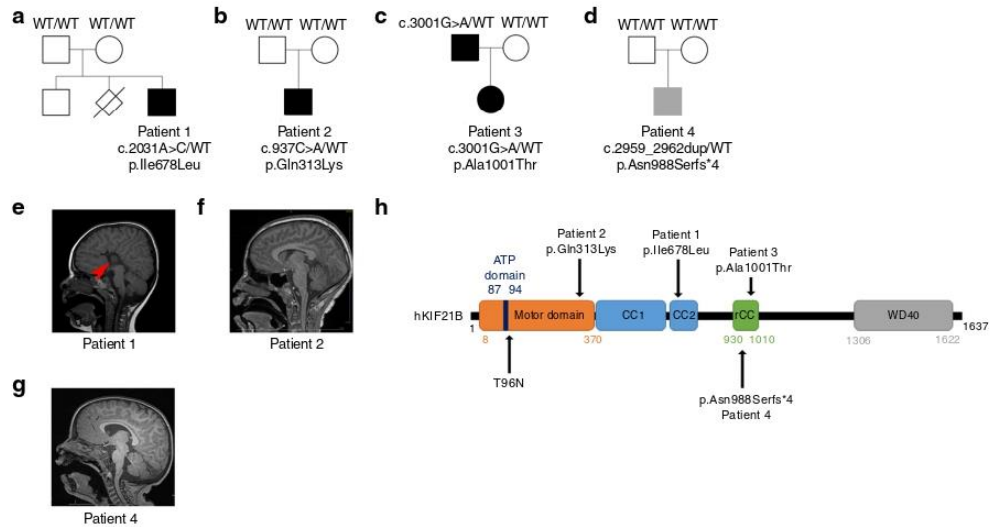 a
WT/WT WT/WT
Patient 1
c.2031A>C/WT
p.Ile678Leu
b
WT/WT WT/WT
Patient 2
c.937C>A/WT
p.Gln313Lys
c
c.3001G>A/WT WT/WT
Patient 3
c.3001G>A/WT
p.Ala1001Thr
d
WT/WT WT/WT
Patient 4
c.2959_2962dup/WT
p.Asn988Serfs*4
e
Patient 1
f
Patient 2
g
Patient 4
h
Patient 2
p.Gln313Lys
Patient 1
p.Ile678Leu
Patient 3
p.Ala1001Thr
ATP
domain
87 94
hKIF21B
Motor domain
CC1
CC2
rCC
WD40
1
8
370
930 1010
1306
1622
1637
T96N
p.Asn988Serfs*4
Patient 4